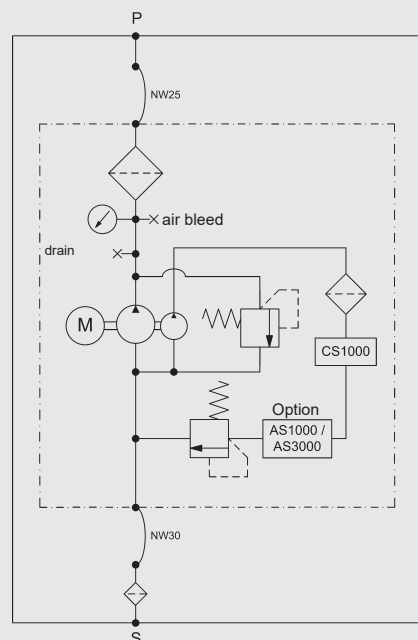 P
NW25
air bleed
drain
M
CS1000
Option
AS1000 /
AS3000
NW30
S